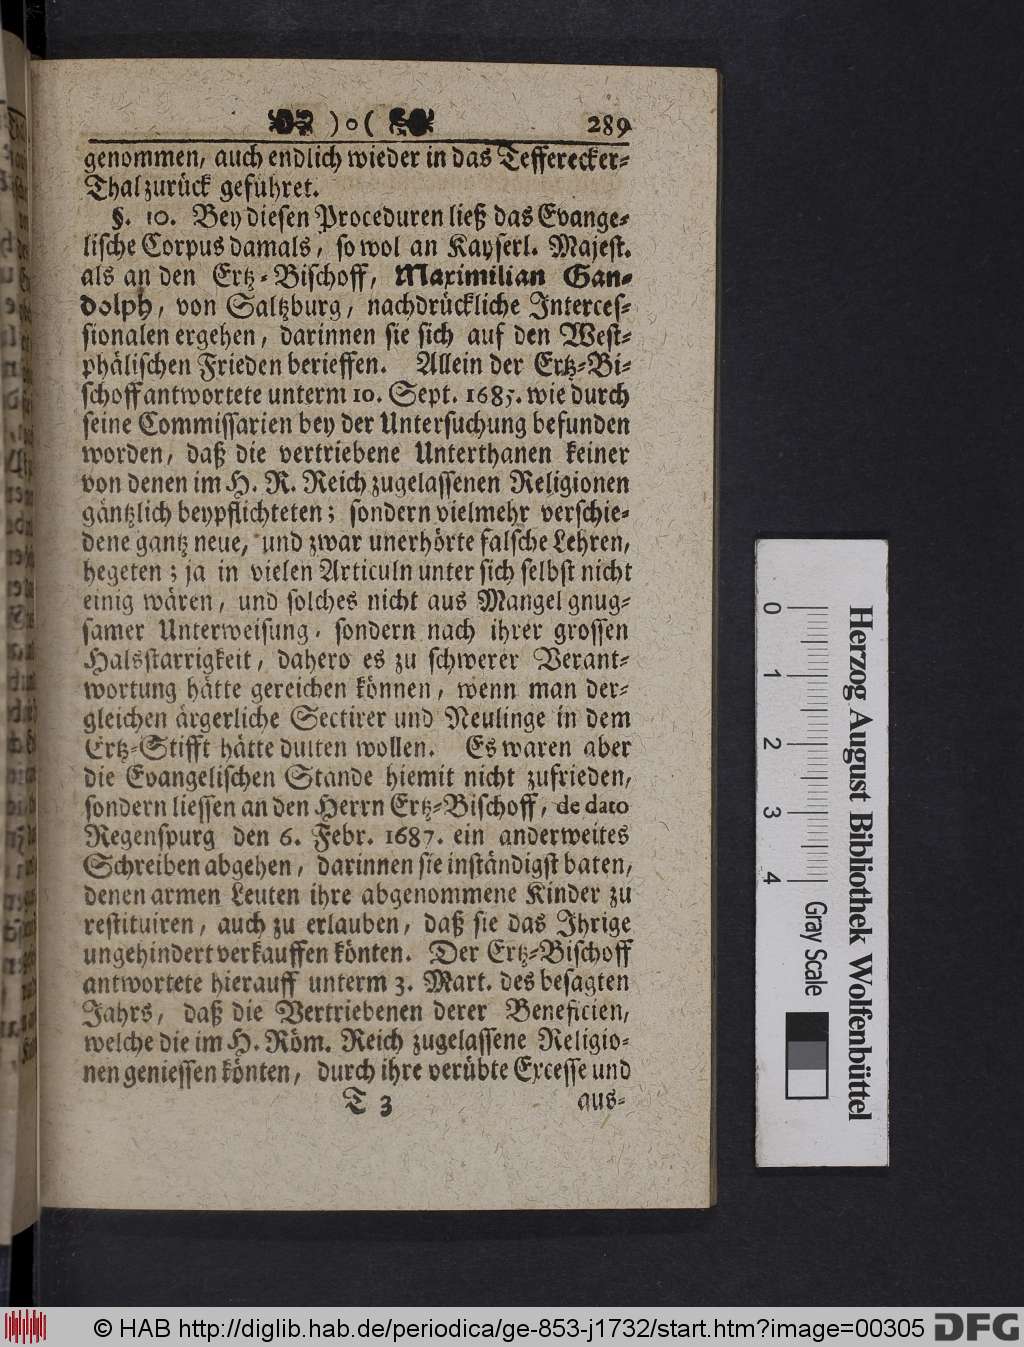 )o( 289
genommen, auch endlich wieder in das Tefferecker-
Thal zurück geführet.
§. 10. Bey diesen Proceduren ließ das Evange-
lische Corpus damals, so wol an Kayserl. Majest.
als an den Ertz-Bischoff, Maximilian Gan-
dolph, von Saltzburg, nachdrückliche Interces-
sionalen ergehen, darinnen sie sich auf den West-
phälischen Frieden berieffen. Allein der Ertz-Bi-
schoff antwortete unterm 10. Sept. 1685. wie durch
seine Commissarien bey der Untersuchung befunden
worden, daß die vertriebene Unterthanen keiner
von denen im H. R. Reich zugelassenen Religionen
gäntzlich beypflichteten; sondern vielmehr verschie-
dene gantz neue, und zwar unerhörte falsche Lehren,
hegeten; ja in vielen Articuln unter sich selbst nicht
einig wären, und solches nicht aus Mangel gnug-
samer Unterweisung, sondern nach ihrer grossen
Halsstarrigkeit, dahero es zu schwerer Verant-
wortung hätte gereichen können, wenn man der-
gleichen ärgerliche Sectirer und Neulinge in dem
Ertz-Stifft hätte dulten wollen. Es waren aber
die Evangelischen Stande hiemit nicht zufrieden,
sondern liessen an den Herrn Ertz-Bischoff, de dato
Regenspurg den 6. Febr. 1687. ein anderweites
Schreiben abgehen, darinnen sie inständigst baten,
denen armen Leuten ihre abgenommene Kinder zu
restituiren, auch zu erlauben, daß sie das Ihrige
ungehindert verkauffen könten. Der Ertz-Bischoff
antwortete hierauff unterm 3. Mart. des besagten
Jahrs, daß die Vertriebenen derer Beneficien,
welche die im H. Röm. Reich zugelassene Religio-
nen geniessen könten, durch ihre verübte Excesse und
T 3 aus-
0 1 2 3 4
Herzog August Bibliothek Wolfenbüttel
Gray Scale
© HAB http://diglib.hab.de/periodica/ge-853-j1732/start.htm?image=00305 DFG